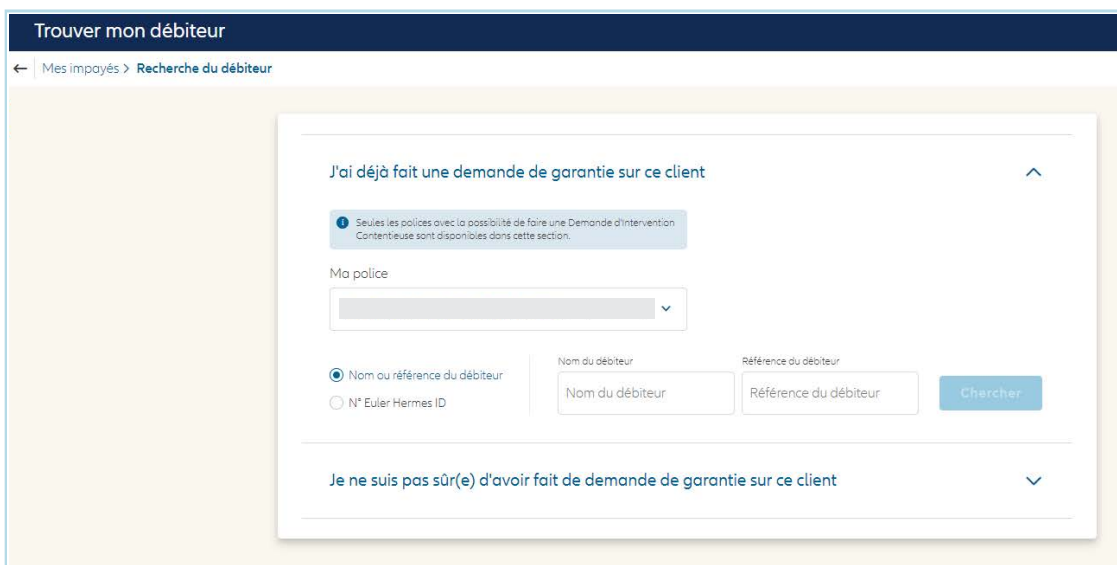 Trouver mon débiteur
← Mes impayés > Recherche du débiteur
J'ai déjà fait une demande de garantie sur ce client
Seules les polices avec la possibilité de faire une Demande d'Intervention
Contentieuse sont disponibles dans cette section.
Ma police
Nom du débiteur Référence du débiteur
Nom ou référence du débiteur
Nom du débiteur Référence du débiteur Chercher
N° Euler Hermes ID
Je ne suis pas sûr(e) d'avoir fait de demande de garantie sur ce client